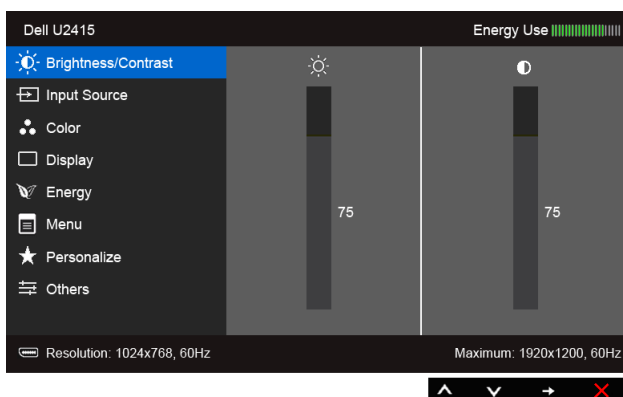 Dell U2415
Energy Use
Brightness/Contrast
Input Source
Color
Display
Energy
Menu
Personalize
Others
75
75
Resolution: 1024x768, 60Hz
Maximum: 1920x1200, 60Hz